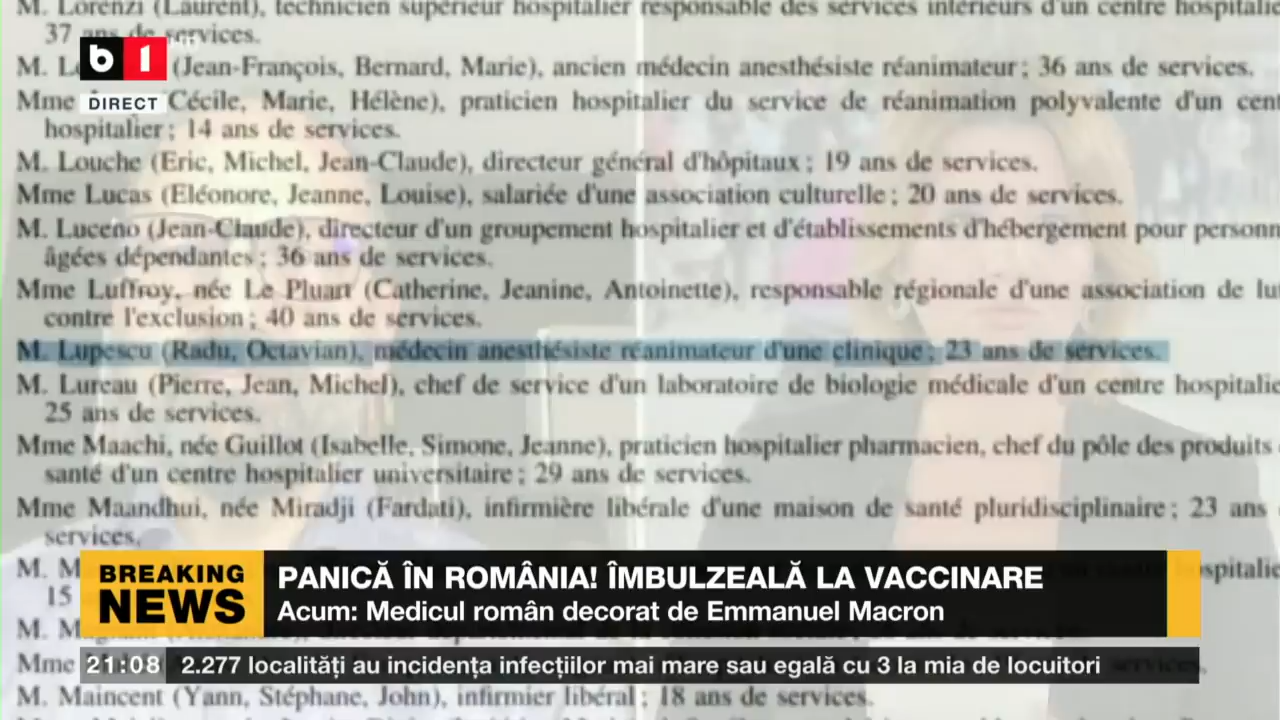 M. Lorenzi (Laurent), technicien supérieur hospitalier responsable des services intérieurs d'un centre
37 ans de services.
b1
DIRECT
M. (Jean-François, Bernard, Marie), ancien médecin anesthésiste réanimateur ; 36 ans de services.
Mme Cécile, Marie, Hélène), praticien hospitalier du service de réanimation polyvalente d'un
hospitalier ; 14 ans de services.
M. Louche (Eric, Michel, Jean-Claude), directeur général d'hôpitaux ; 19 ans de services.
Mme Lucas (Eléonore, Jeanne, Louise), salariée d'une association culturelle ; 20 ans de services.
M. Luceno (Jean-Claude), directeur d'un groupement hospitalier et d'établissements d'hébergement pour
âgées dépendantes ; 36 ans de services.
Mme Luffroy, née Le Pluart (Catherine, Jeanine, Antoinette), responsable régionale d'une association de
contre l'exclusion ; 40 ans de services.
M. Lupescu (Radu, Octavian), médecin anesthésiste réanimateur d'une clinique ; 23 ans de services.
M. Lureau (Pierre, Jean, Michel), chef de service d'un laboratoire de biologie médicale d'un centre
25 ans de services.
Mme Maachi, née Guillot (Isabelle, Simone, Jeanne), praticien hospitalier pharmacien, chef du pôle des produits
santé d'un centre hospitalier universitaire ; 29 ans de services.
Mme Maandhui, née Miradji (Fardati), infirmière libérale d'une maison de santé pluridisciplinaire ; 23 ans
services.
M.
15
BREAKING
NEWS
PANICĂ ÎN ROMÂNIA! ÎMBULZEALĂ LA VACCINARE
Acum: Medicul român decorat de Emmanuel Macron
M.
Mme
21:08 2.277 localități au incidența infecțiilor mai mare sau egală cu 3 la mia de locuitori
M. Maincent (Yann, Stéphane, John), infirmier libéral ; 18 ans de services.